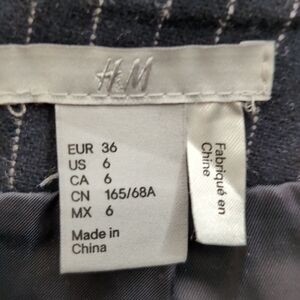 H&M
EUR 36
US 6
CA 6
CN 165/68A
MX 6
Made in
China
Fabriqué en
Chine